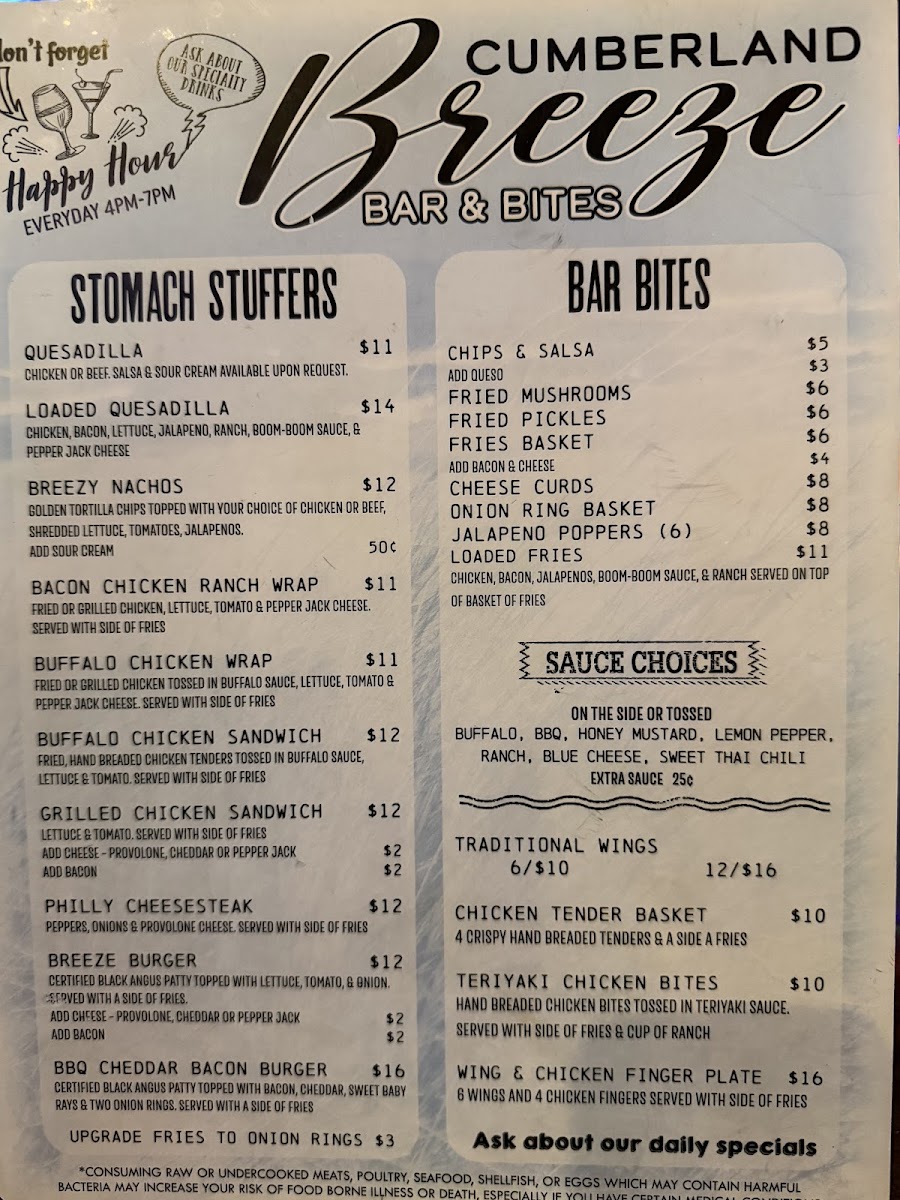 don't forget
ASK ABOUT
OUR SPECIALTY
DRINKS
Happy Hour
EVERYDAY 4PM-7PM
CUMBERLAND
Breeze
BAR & BITES
STOMACH STUFFERS
QUESADILLA $11
CHICKEN OR BEEF. SALSA & SOUR CREAM AVAILABLE UPON REQUEST.
LOADED QUESADILLA $14
CHICKEN, BACON, LETTUCE, JALAPENO, RANCH, BOOM-BOOM SAUCE, &
PEPPER JACK CHEESE
BREEZY NACHOS $12
GOLDEN TORTILLA CHIPS TOPPED WITH YOUR CHOICE OF CHICKEN OR BEEF,
SHREDDED LETTUCE, TOMATOES, JALAPENOS.
ADD SOUR CREAM 50¢
BACON CHICKEN RANCH WRAP $11
FRIED OR GRILLED CHICKEN, LETTUCE, TOMATO & PEPPER JACK CHEESE.
SERVED WITH SIDE OF FRIES
BUFFALO CHICKEN WRAP $11
FRIED OR GRILLED CHICKEN TOSSED IN BUFFALO SAUCE, LETTUCE, TOMATO &
PEPPER JACK CHEESE. SERVED WITH SIDE OF FRIES
BUFFALO CHICKEN SANDWICH $12
FRIED, HAND BREADED CHICKEN TENDERS TOSSED IN BUFFALO SAUCE,
LETTUCE & TOMATO. SERVED WITH SIDE OF FRIES
GRILLED CHICKEN SANDWICH $12
LETTUCE & TOMATO. SERVED WITH SIDE OF FRIES
ADD CHEESE - PROVOLONE, CHEDDAR OR PEPPER JACK $2
ADD BACON $2
PHILLY CHEESESTEAK $12
PEPPERS, ONIONS & PROVOLONE CHEESE. SERVED WITH SIDE OF FRIES
BREEZE BURGER $12
CERTIFIED BLACK ANGUS PATTY TOPPED WITH LETTUCE, TOMATO, & ONION.
SERVED WITH A SIDE OF FRIES.
ADD CHEESE - PROVOLONE, CHEDDAR OR PEPPER JACK $2
ADD BACON $2
BBQ CHEDDAR BACON BURGER $16
CERTIFIED BLACK ANGUS PATTY TOPPED WITH BACON, CHEDDAR, SWEET BABY
RAYS & TWO ONION RINGS. SERVED WITH A SIDE OF FRIES
UPGRADE FRIES TO ONION RINGS $3
BAR BITES
CHIPS & SALSA $5
ADD QUESO $3
FRIED MUSHROOMS $6
FRIED PICKLES $6
FRIES BASKET $6
ADD BACON & CHEESE $4
CHEESE CURDS $8
ONION RING BASKET $8
JALAPENO POPPERS (6) $8
LOADED FRIES $11
CHICKEN, BACON, JALAPENOS, BOOM-BOOM SAUCE, & RANCH SERVED ON TOP
OF BASKET OF FRIES
SAUCE CHOICES
ON THE SIDE OR TOSSED
BUFFALO, BBQ, HONEY MUSTARD, LEMON PEPPER,
RANCH, BLUE CHEESE, SWEET THAI CHILI
EXTRA SAUCE 25¢
TRADITIONAL WINGS
6/$10 12/$16
CHICKEN TENDER BASKET $10
4 CRISPY HAND BREADED TENDERS & A SIDE A FRIES
TERIYAKI CHICKEN BITES $10
HAND BREADED CHICKEN BITES TOSSED IN TERIYAKI SAUCE.
SERVED WITH SIDE OF FRIES & CUP OF RANCH
WING & CHICKEN FINGER PLATE $16
6 WINGS AND 4 CHICKEN FINGERS SERVED WITH SIDE OF FRIES
Ask about our daily specials
*CONSUMING RAW OR UNDERCOOKED MEATS, POULTRY, SEAFOOD, SHELLFISH, OR EGGS WHICH MAY CONTAIN HARMFUL
BACTERIA MAY INCREASE YOUR RISK OF FOOD BORNE ILLNESS OR DEATH, ESPECIALLY IF YOU HAVE CERTAIN MEDICAL